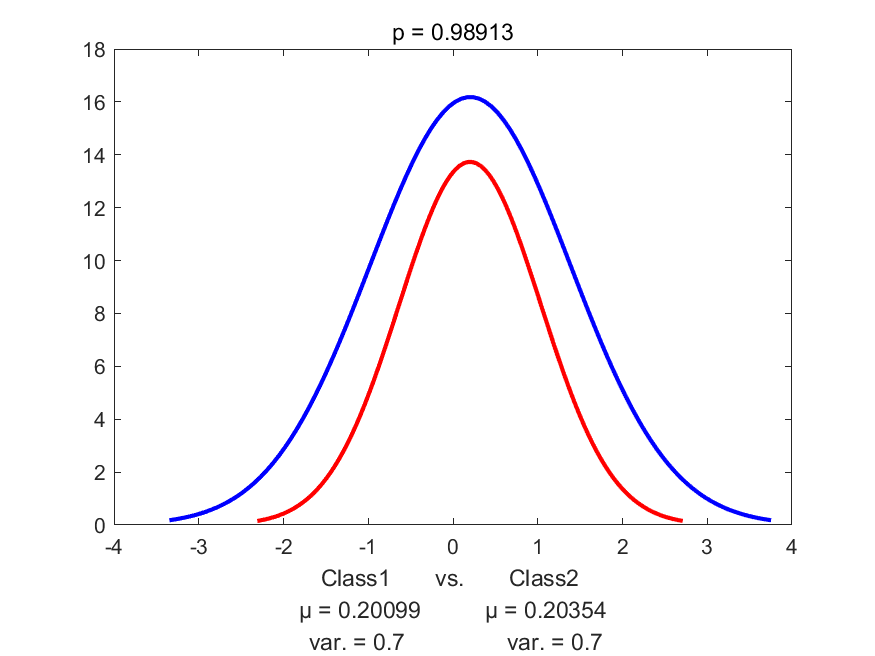 p = 0.98913
18
16
14
12
10
8
6
4
2
0
-4 -3 -2 -1 0 1 2 3 4
Class1 vs. Class2
μ = 0.20099 μ = 0.20354
var. = 0.7 var. = 0.7